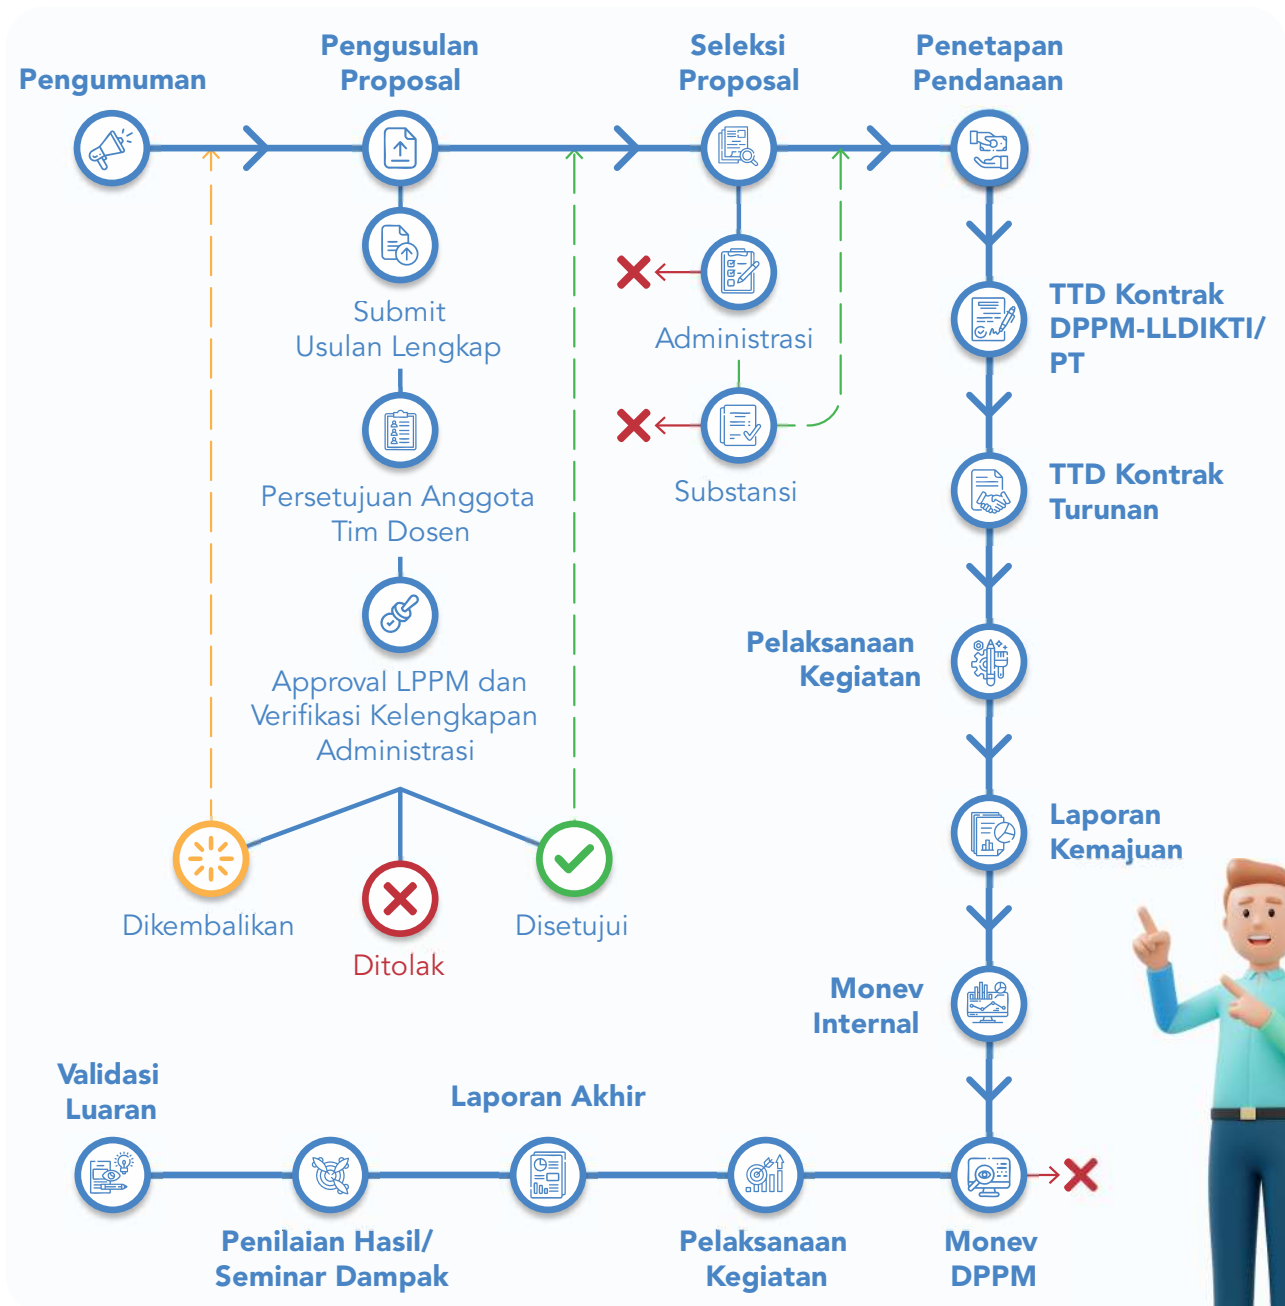 Pengumuman
Pengusulan
Proposal
Seleksi
Proposal
Penetapan
Pendanaan
Submit
Usulan Lengkap
Persetujuan Anggota
Tim Dosen
Approval LPPM dan
Verifikasi Kelengkapan
Administrasi
Dikembalikan
Ditolak
Disetujui
Administrasi
Substansi
TTD Kontrak
DPPM-LLDIKTI/
PT
TTD Kontrak
Turunan
Pelaksanaan
Kegiatan
Laporan
Kemajuan
Monev
Internal
Monev
DPPM
Pelaksanaan
Kegiatan
Laporan Akhir
Penilaian Hasil/
Seminar Dampak
Validasi
Luaran